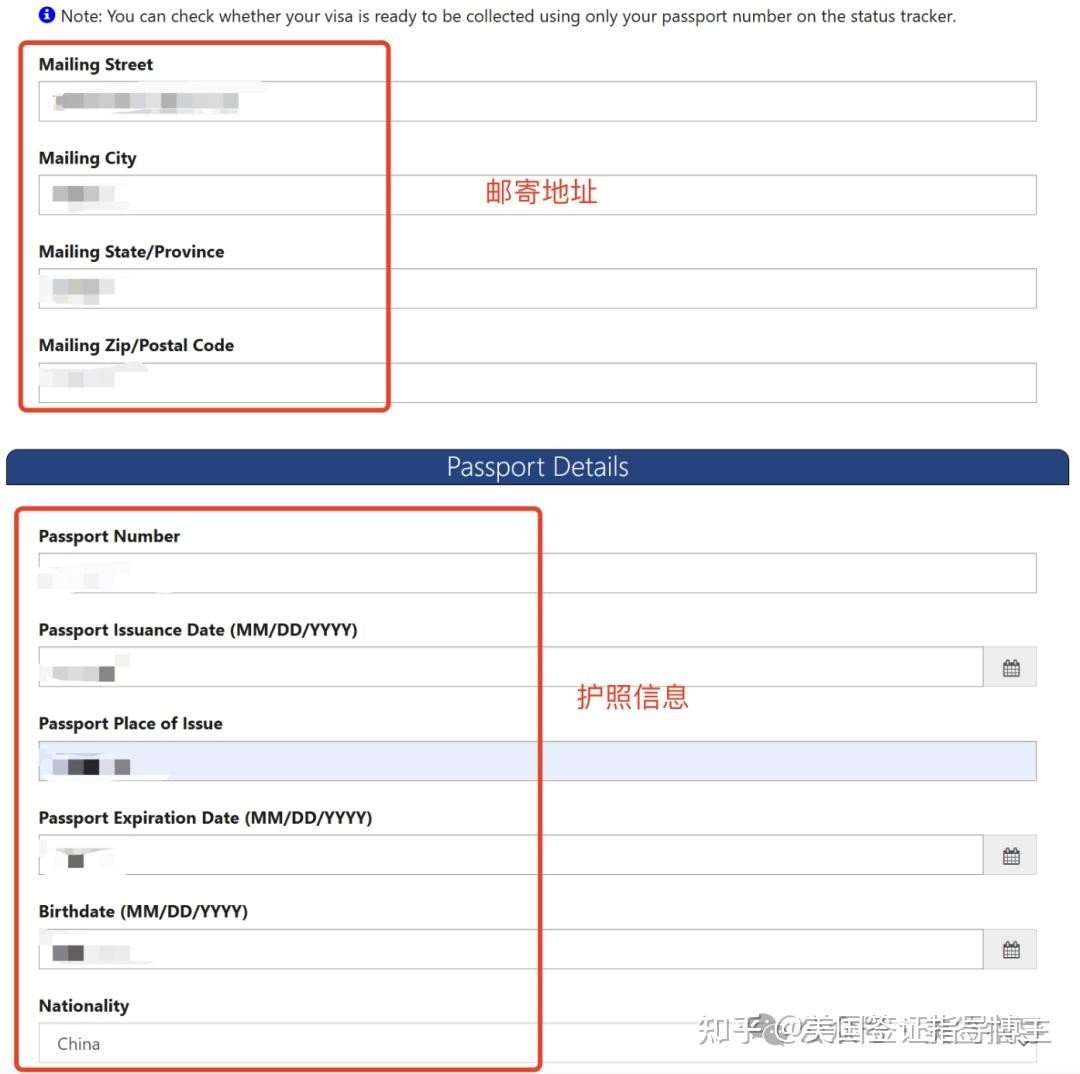 Note: You can check whether your visa is ready to be collected using only your passport number on the status tracker.
Mailing Street
Mailing City
邮寄地址
Mailing State/Province
Mailing Zip/Postal Code
Passport Details
Passport Number
Passport Issuance Date (MM/DD/YYYY)
护照信息
Passport Place of Issue
Passport Expiration Date (MM/DD/YYYY)
Birthdate (MM/DD/YYYY)
Nationality
China
知乎 @美国签证指导博主